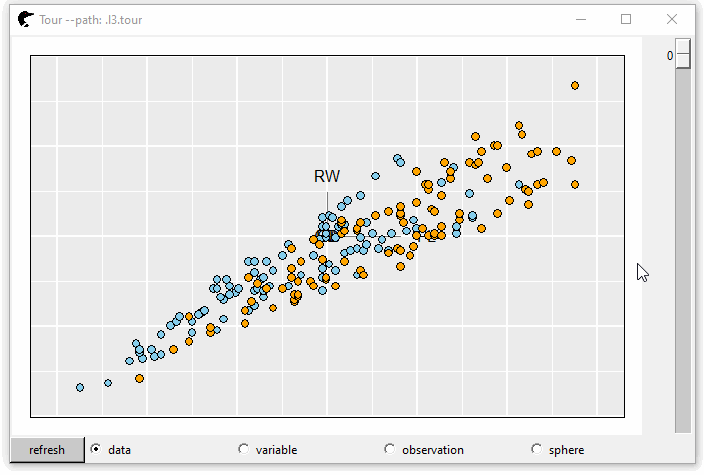 Tour --path: .l3.tour
0
RW
refresh
data
variable
observation
sphere